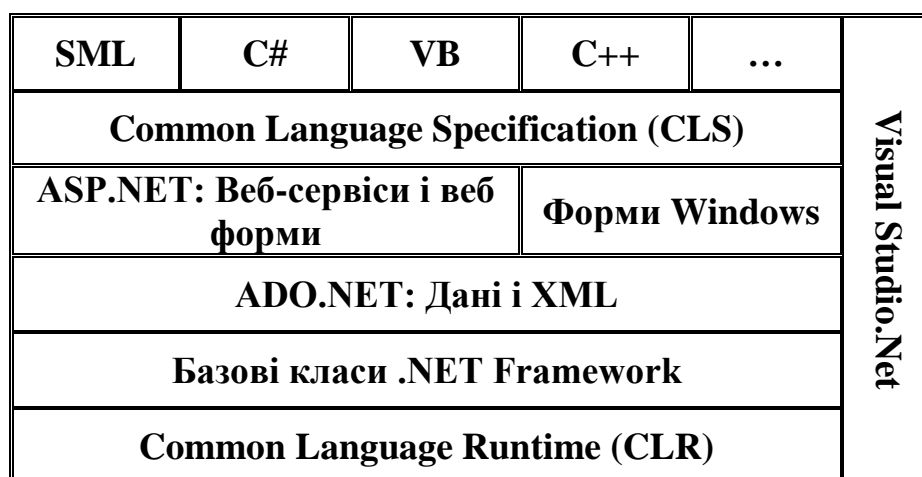 SML C# VB C++ …
Common Language Specification (CLS)
ASP.NET: Веб-сервіси і веб
форми
Форми Windows
ADO.NET: Дані і XML
Базові класи .NET Framework
Common Language Runtime (CLR)
Visual Studio.Net